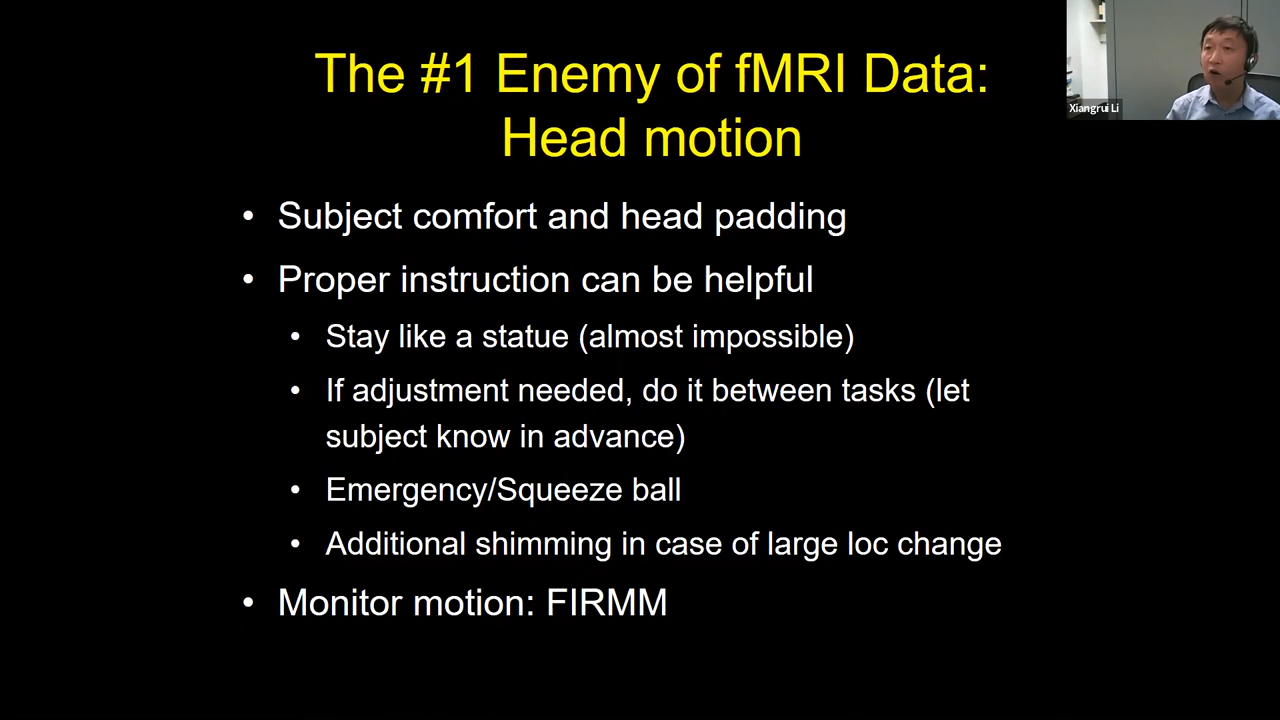 The #1 Enemy of fMRI Data:
Head motion
• Subject comfort and head padding
• Proper instruction can be helpful
• Stay like a statue (almost impossible)
• If adjustment needed, do it between tasks (let
subject know in advance)
• Emergency/Squeeze ball
• Additional shimming in case of large loc change
• Monitor motion: FIRMM
Xiangrui Li